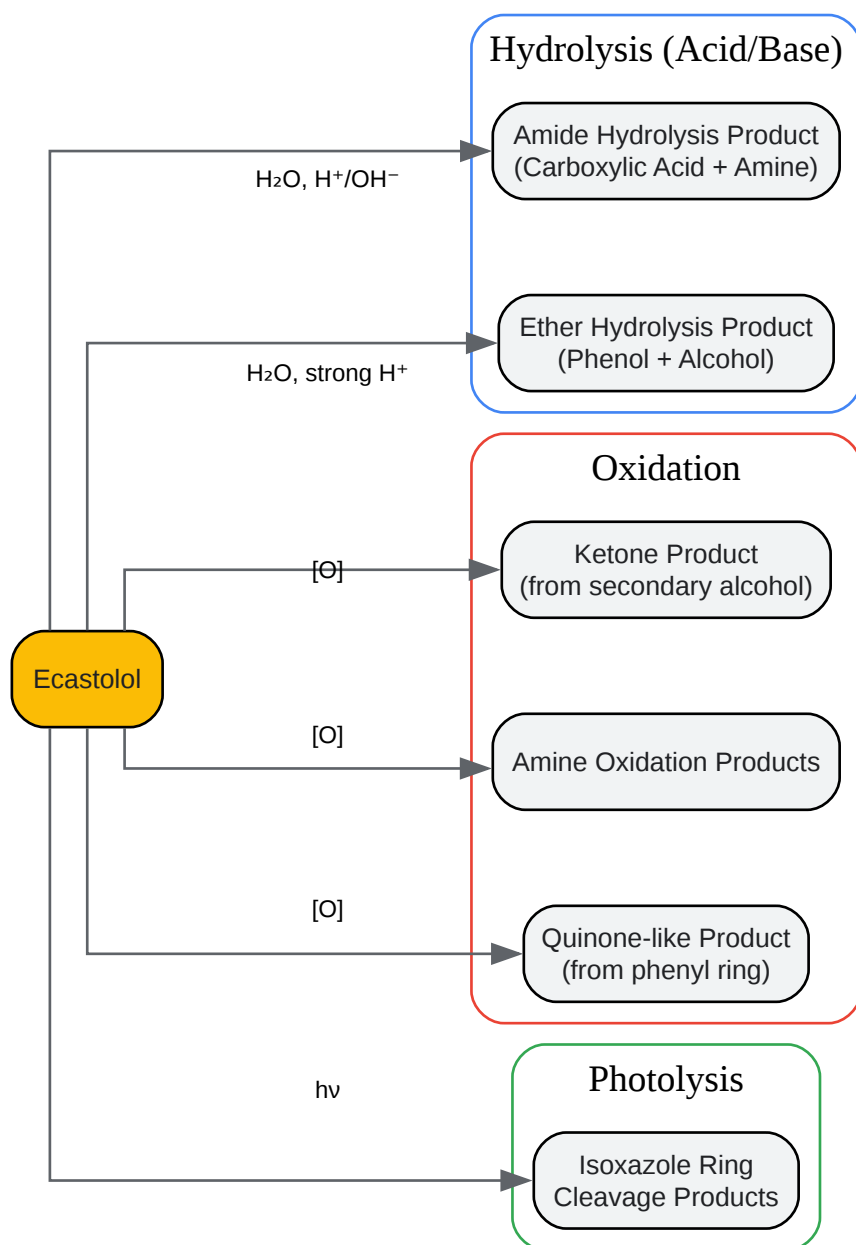 Hydrolysis (Acid/Base)
Amide Hydrolysis Product
(Carboxylic Acid + Amine)
H₂O, H⁺/OH⁻
Ether Hydrolysis Product
(Phenol + Alcohol)
H₂O, strong H⁺
Oxidation
Ketone Product
(from secondary alcohol)
[O]
Ecastolol
[O]
Amine Oxidation Products
[O]
Quinone-like Product
(from phenyl ring)
Photolysis
hν
Isoxazole Ring
Cleavage Products